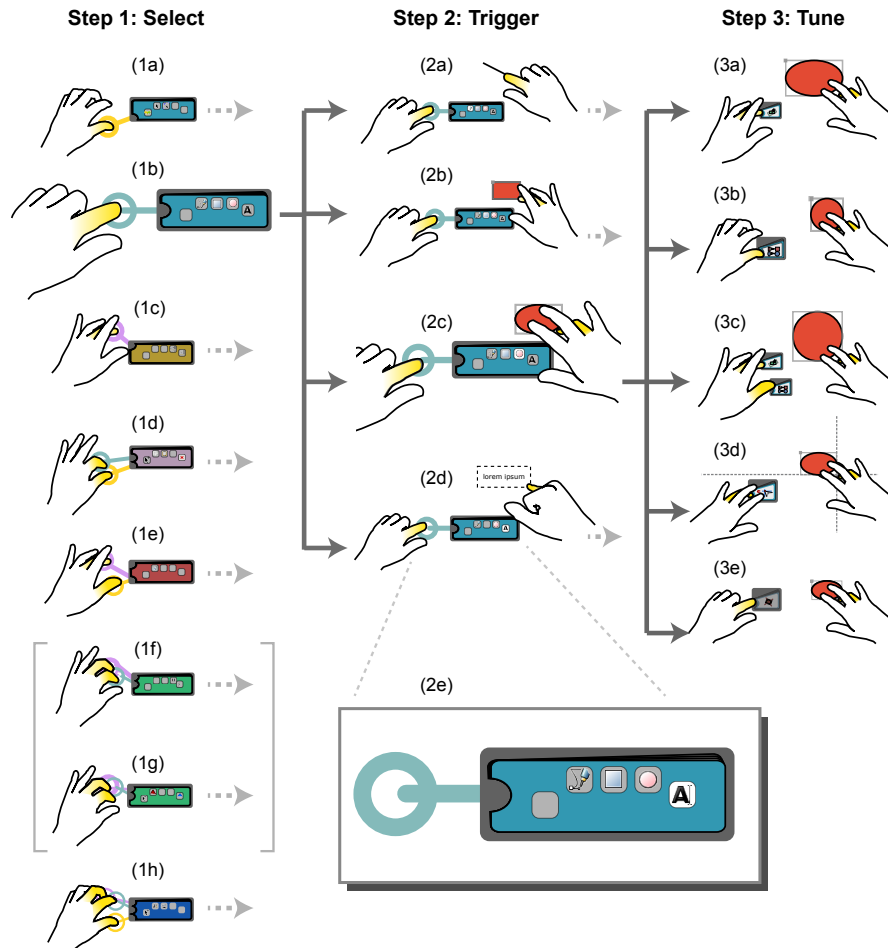 Step 1: Select
Step 2: Trigger
Step 3: Tune
(1a)
(1b)
(1c)
(1d)
(1e)
(1f)
(1g)
(1h)
(2a)
(2b)
(2c)
(2d)
lorem ipsum
(2e)
A
(3a)
(3b)
(3c)
(3d)
(3e)